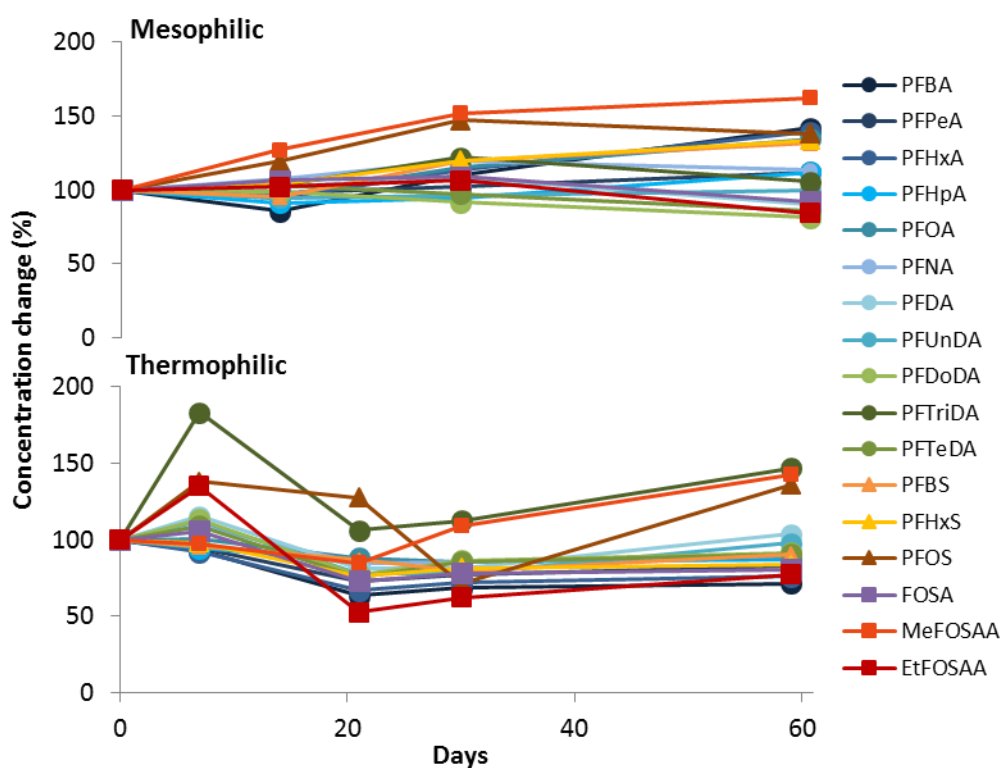 Mesophilic
200
150
100
50
0
Thermophilic
200
150
100
50
0
0 20 40 60
Days
Concentration change (%)
PFBA
PFPeA
PFHxA
PFHpA
PFOA
PFNA
PFDA
PFUnDA
PFDoDA
PFTriDA
PFTeDA
PFBS
PFHxS
PFOS
FOSA
MeFOSAA
EtFOSAA